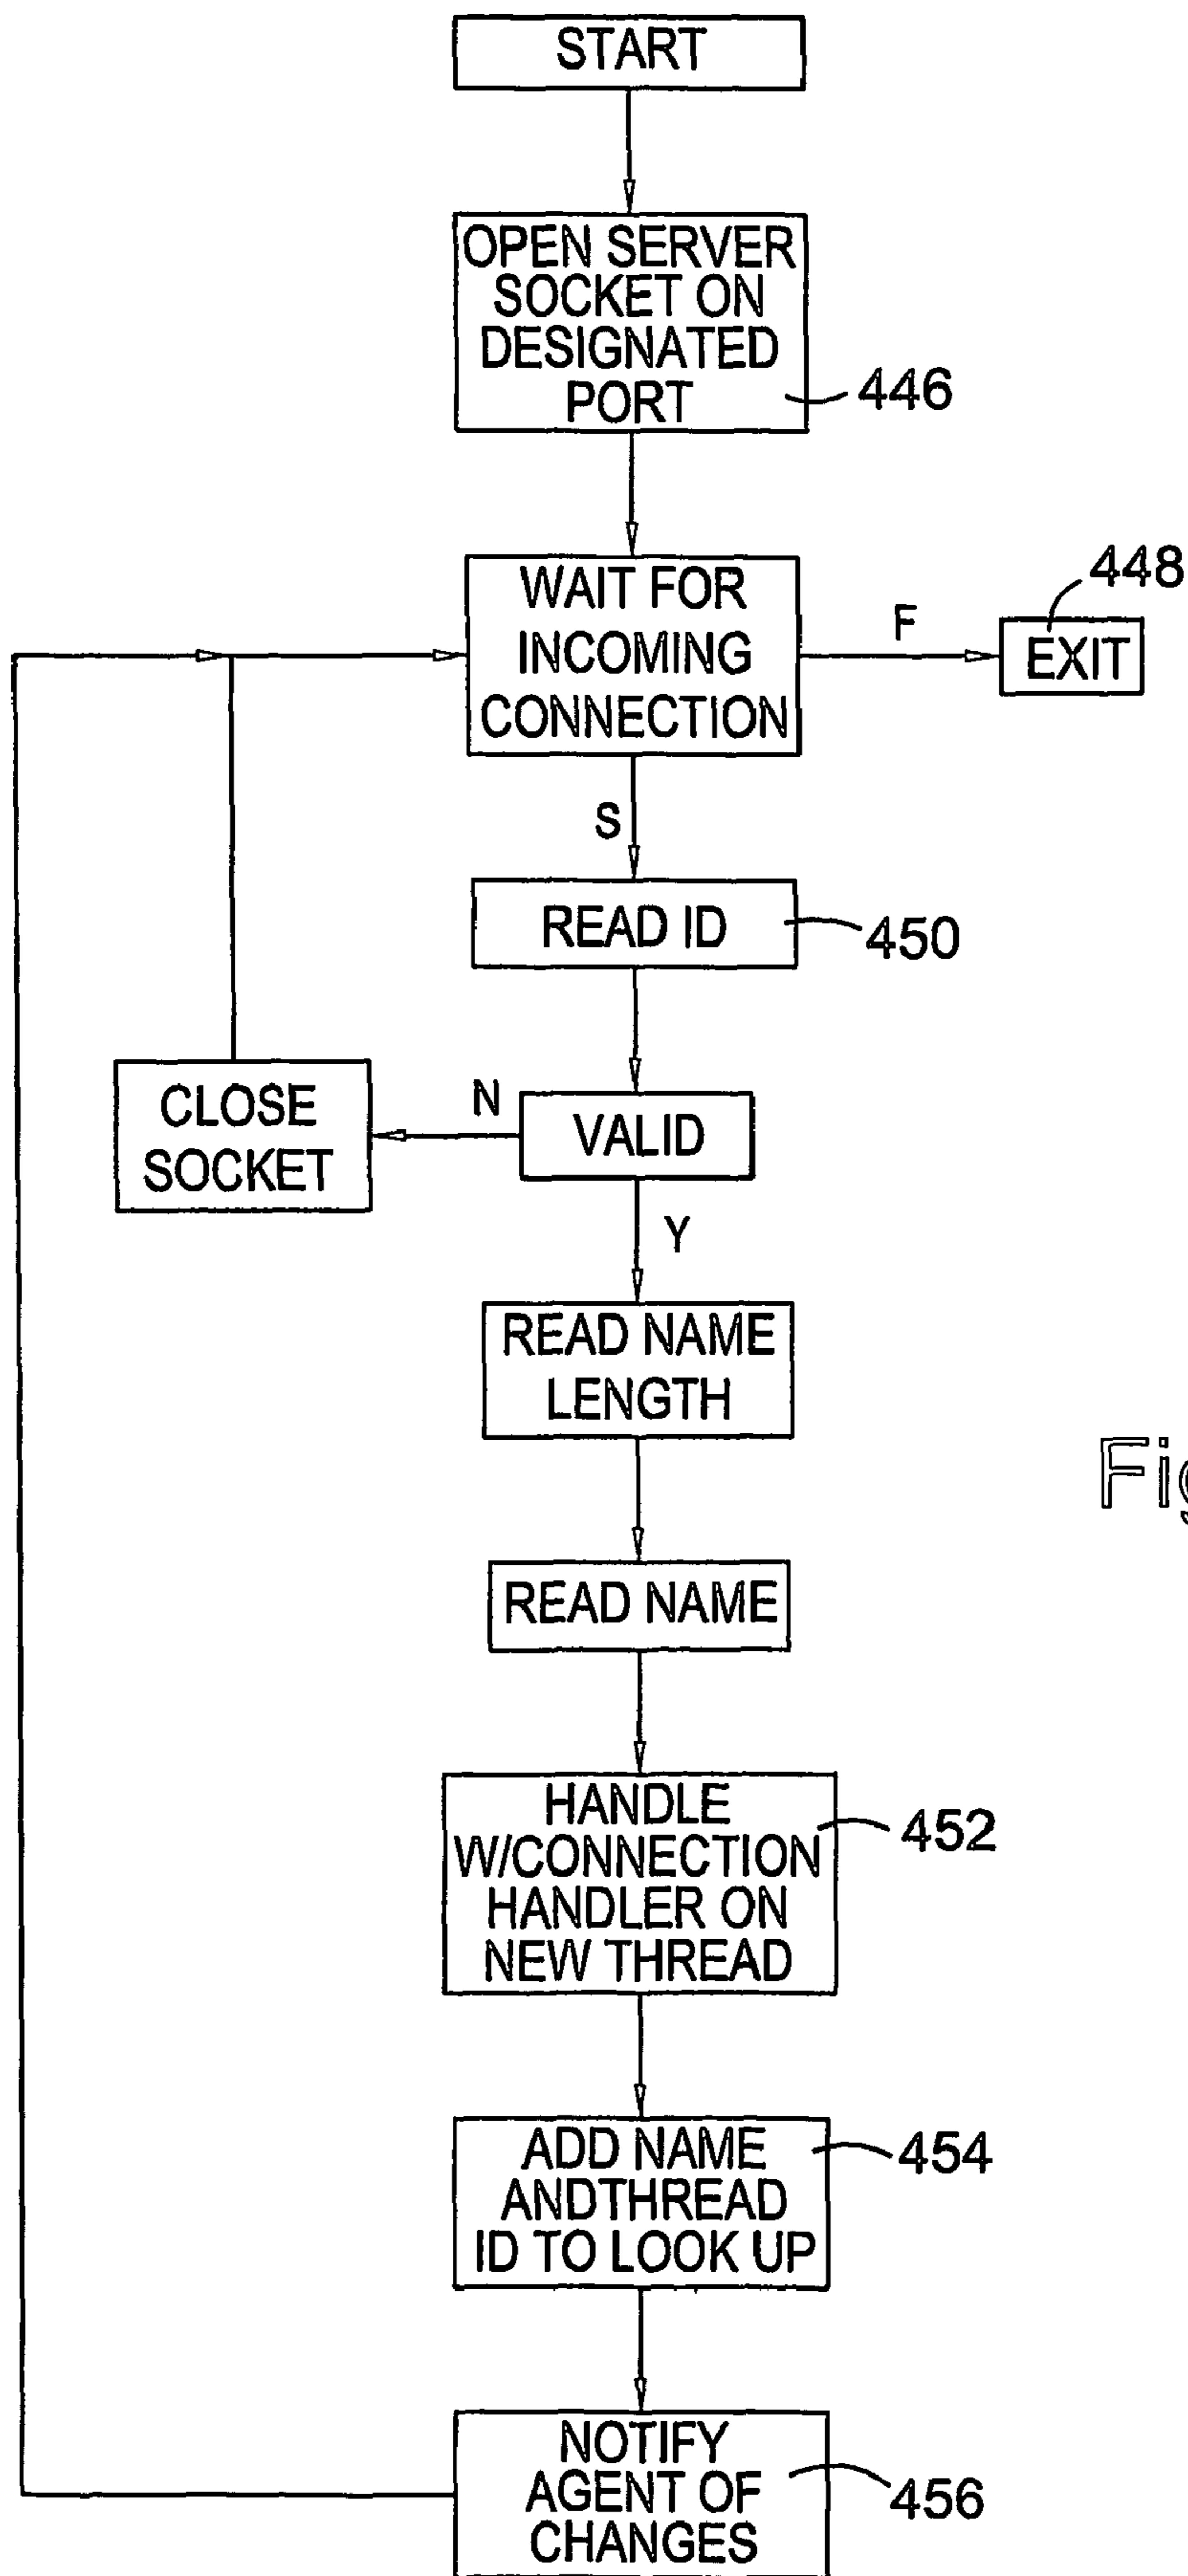 START
OPEN SERVER
SOCKET ON
DESIGNATED
PORT
446
WAIT FOR
INCOMING
CONNECTION
F
448
EXIT
S
READ ID
450
CLOSE
SOCKET
N
VALID
Y
READ NAME
LENGTH
Fig
READ NAME
HANDLE
W/CONNECTION
HANDLER ON
NEW THREAD
452
ADD NAME
ANDTHREAD
ID TO LOOK UP
454
NOTIFY
AGENT OF
CHANGES
456